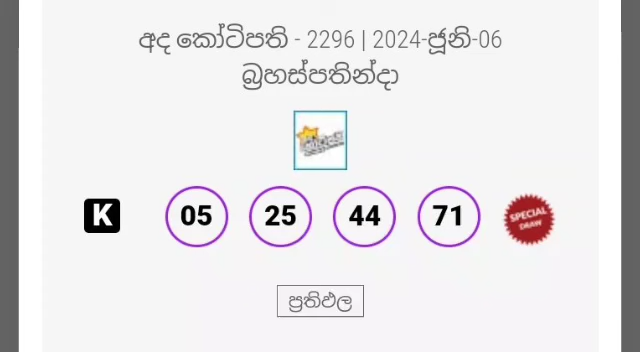 අද කෝටිපති - 2296 | 2024-ජූනි-06
බ්‍රහස්පතින්දා
K 05 25 44 71 SPECIAL DRAW
ප්‍රතිඵල